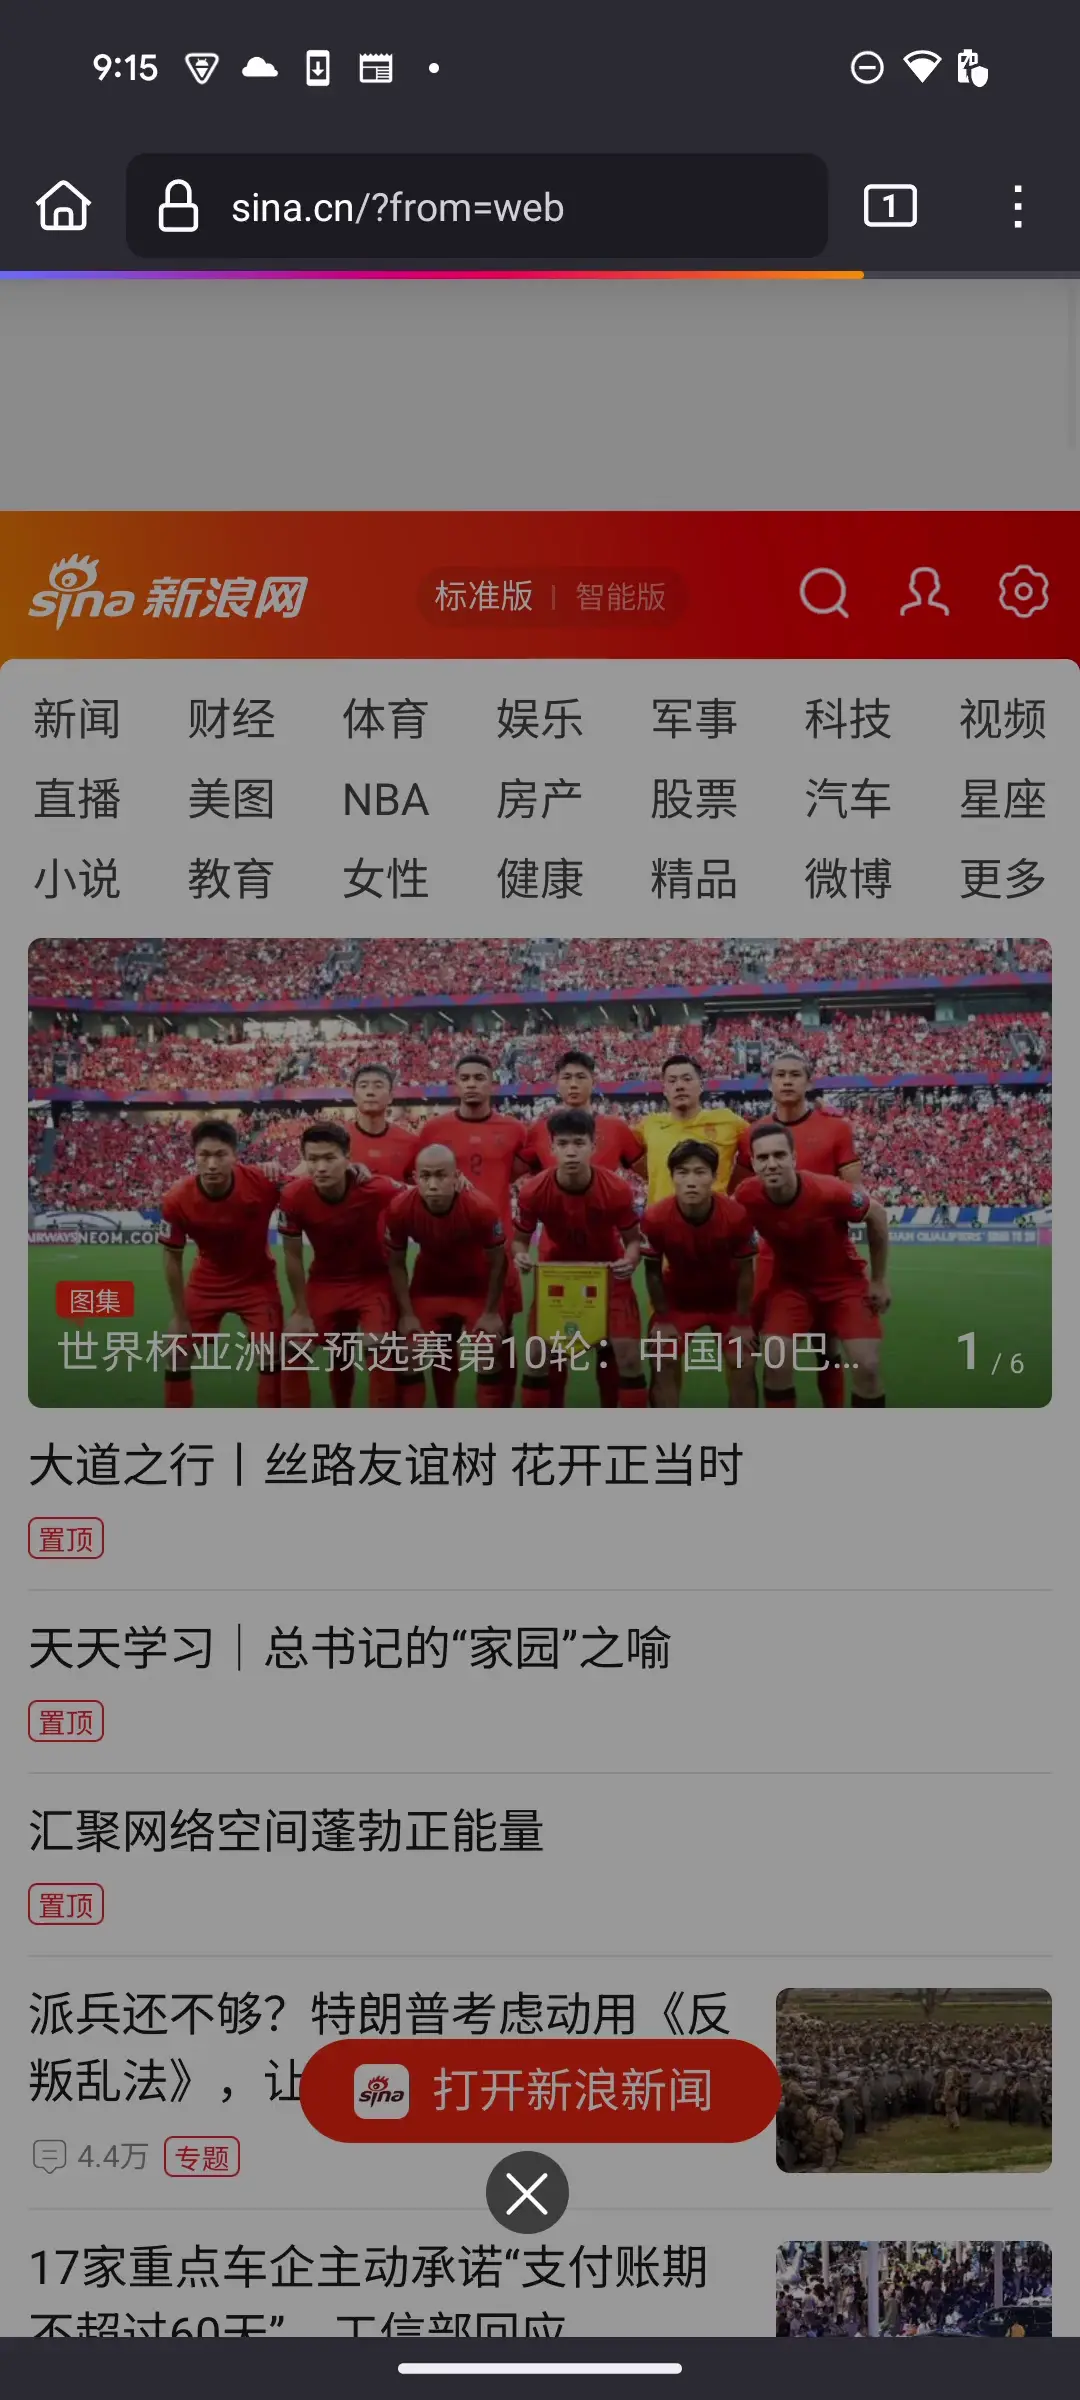 9:15
sina.cn/?from=web
1
sina 新浪网
标准版 | 智能版
新闻 财经 体育 娱乐 军事 科技 视频
直播 美图 NBA 房产 股票 汽车 星座
小说 教育 女性 健康 精品 微博 更多
AIRWAYS NEOM.COM
SIAN QUALIFIERS
2
图集
世界杯亚洲区预选赛第10轮：中国1-0巴...
1 / 6
大道之行丨丝路友谊树 花开正当时
置顶
天天学习｜总书记的“家园”之喻
置顶
汇聚网络空间蓬勃正能量
置顶
派兵还不够？特朗普考虑动用《反
叛乱法》，让
sina 打开新浪新闻
4.4万 专题
17家重点车企主动承诺“支付账期
不超过60天” 工信部回应